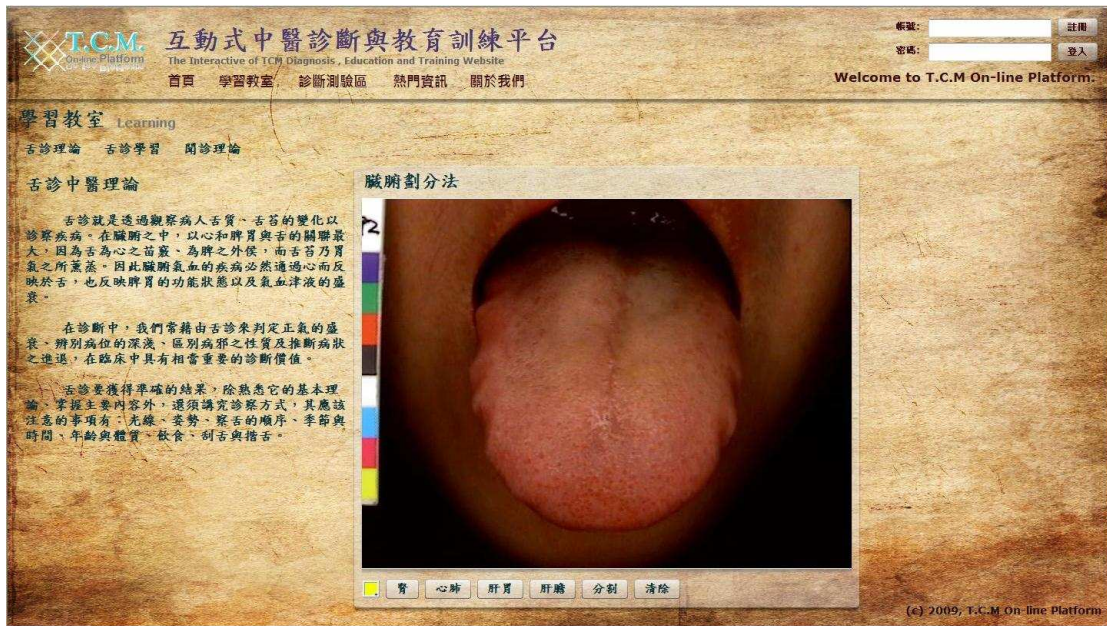 T.C.M.
On-line Platform
互動式中醫診斷與教育訓練平台
The Interactive of TCM Diagnosis , Education and Training Website
首頁 學習教室 診斷測驗區 熱門資訊 關於我們
帳號: 註冊
密碼: 登入
Welcome to T.C.M On-line Platform.
學習教室 Learning
舌診理論 舌診學習 聞診理論
舌診中醫理論
舌診就是透過觀察病人舌質、舌苔的變化以
診察疾病。在臟腑之中,以心和脾胃與舌的關聯最
大,因為舌為心之苗竅、為脾之外侯,而舌苔乃胃
氣之所薰蒸。因此臟腑氣血的疾病必然通過心而反
映於舌,也反映脾胃的功能狀態以及氣血津液的盛
衰。
在診斷中,我們常藉由舌診來判定正氣的盛
衰、辨別病位的深淺、區別病邪之性質及推斷病狀
之進退,在臨床中具有相當重要的診斷價值。
舌診要獲得準確的結果,除熟悉它的基本理
論、掌握主要內容外,還須講究診察方式,其應該
注意的事項有:光線、姿勢、察舌的順序、季節與
時間、年齡與體質、飲食、刮舌與揩舌。
臟腑劃分法
腎 心肺 肝胃 肝膽 分割 清除
(c) 2009, T.C.M On-line Platform